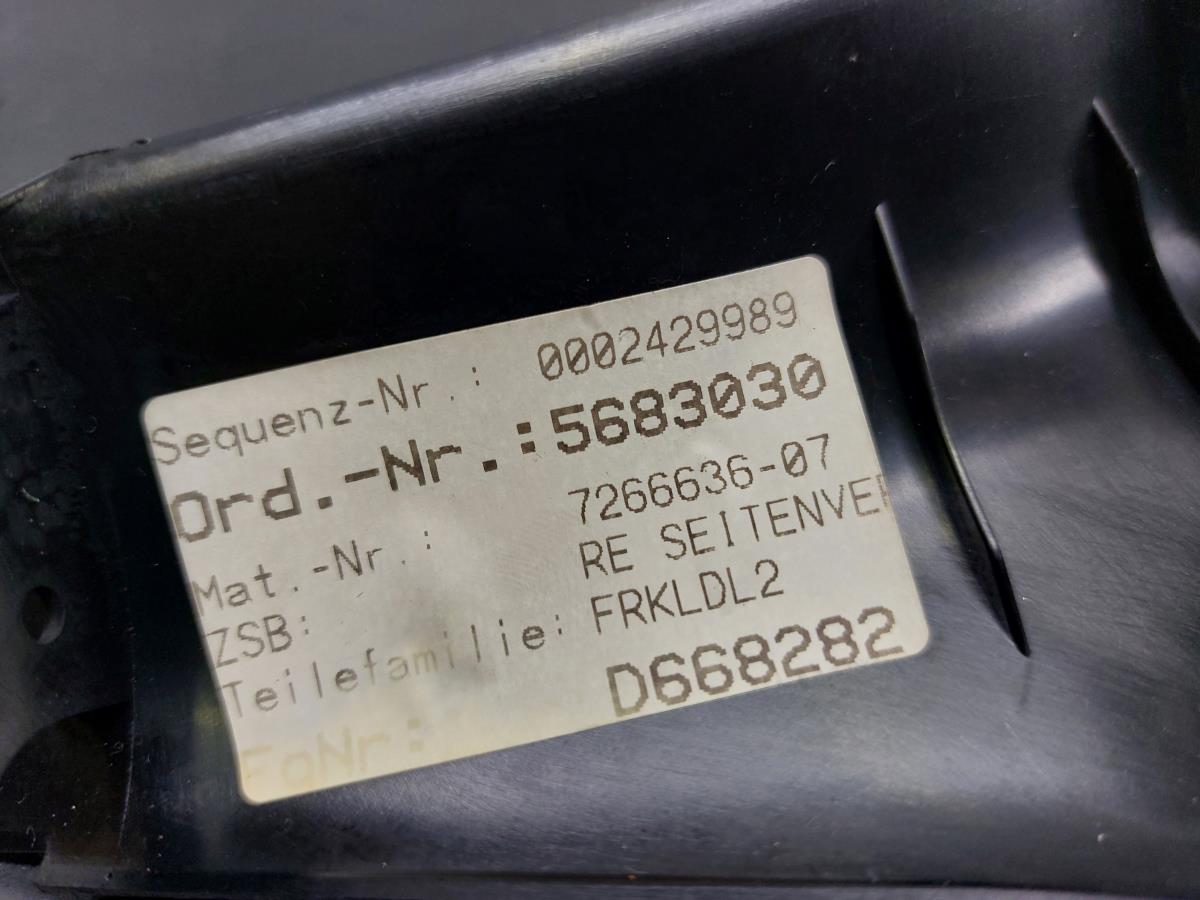 Sequenz-Nr.: 0002429989
Ord.-Nr.:5683030
Mat.-Nr.: 7266636-07
ZSB: RE SEITENVER
Teilefamilie: FRKLDL2
FgNr: D668282